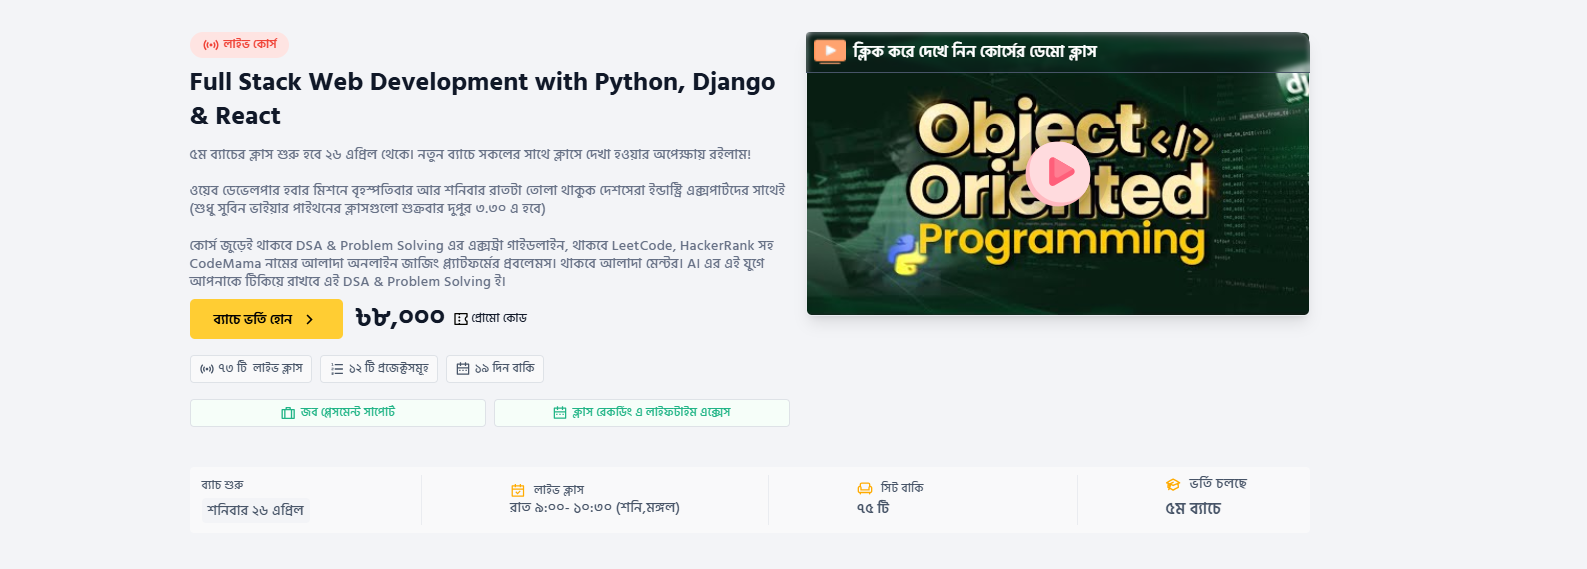 লাইভ কোর্স
Full Stack Web Development with Python, Django
& React
৫ম ব্যাচের ক্লাস শুরু হবে ২৬ এপ্রিল থেকে। নতুন ব্যাচে সকলের সাথে ক্লাসে দেখা হওয়ার অপেক্ষায় রইলাম!
ওয়েব ডেভেলপার হবার মিশনে বৃহস্পতিবার আর শনিবার রাতটা তোলা থাকুক দেশসেরা ইন্ডাস্ট্রি এক্সপার্টদের সাথেই
(শুধু সুবিন ভাইয়ার পাইথনের ক্লাসগুলো শুক্রবার দুপুর ৩.৩০ এ হবে)
কোর্স জুড়েই থাকবে DSA & Problem Solving এর এক্সট্রা গাইডলাইন, থাকবে LeetCode, HackerRank সহ
CodeMama নামের আলাদা অনলাইন জাজিং প্ল্যাটফর্মের প্রবলেমস। থাকবে আলাদা মেন্টর। AI এর এই যুগে
আপনাকে টিকিয়ে রাখবে এই DSA & Problem Solving ই।
ব্যাচে ভর্তি হোন
৳৮,০০০
প্রোমো কোড
৭৩ টি লাইভ ক্লাস
১২ টি প্রজেক্টসমূহ
১৯ দিন বাকি
জব প্লেসমেন্ট সাপোর্ট
ক্লাস রেকর্ডিং এ লাইফটাইম এক্সেস
ক্লিক করে দেখে নিন কোর্সের ডেমো ক্লাস
dj
Object </>
Oriented
Programming
ব্যাচ শুরু
শনিবার ২৬ এপ্রিল
লাইভ ক্লাস
রাত ৯:০০- ১০:৩০ (শনি,মঙ্গল)
সিট বাকি
৭৫ টি
ভর্তি চলছে
৫ম ব্যাচে